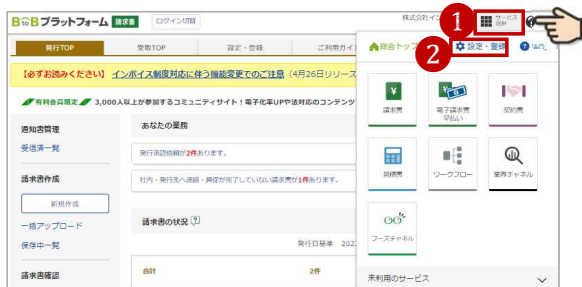 BtoBプラットフォーム 請求書 ログイン切替
株式会社イン
1
サービス選択
発行TOP 受取TOP 設定・登録 ご利用ガイ
総合トップ 2 設定・登録
【必ずお読みください】 インボイス制度対応に伴う機能変更でのご注意（4月26日リリース
有料会員限定 3,000人以上が参加するコミュニティサイト！電子化率UPや法対応のコンテンツ
通知書管理
受信済一覧
請求書作成
新規作成
一括アップロード
保存中一覧
請求書確認
あなたの業務
発行承認依頼が2件あります。
社内・発行先へ連絡・異従が完了していない請求書が1件あります。
請求書の状況 ?
発行日基準 202
合計 2件
請求書
電子請求書早払い
契約書
見積書
ワークフロー
業界チャネル
フーズチャネル
未利用のサービス